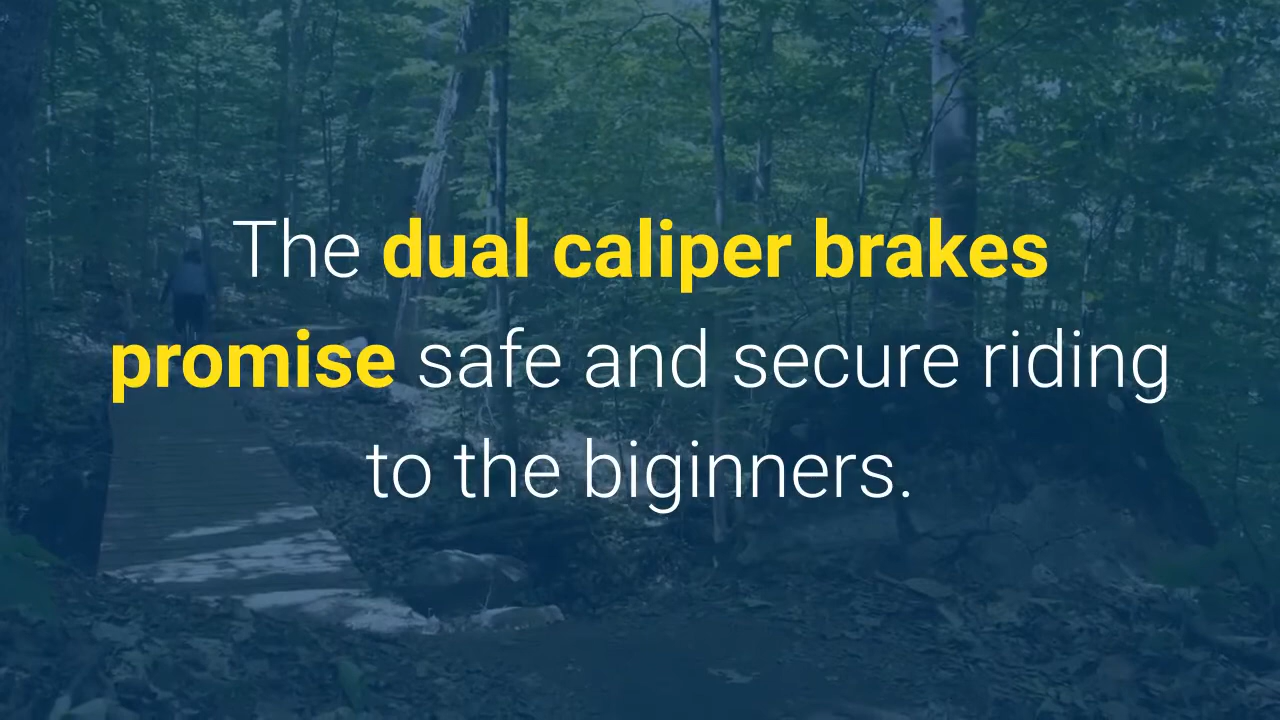 The dual caliper brakes
promise safe and secure riding
to the biginners.